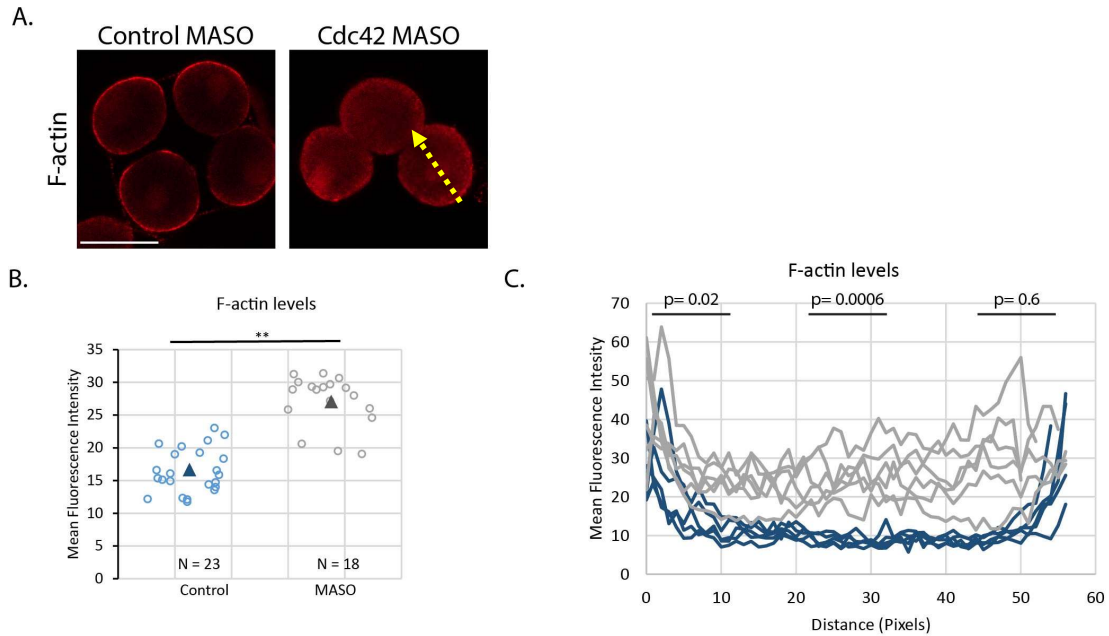 A.
Control MASO
Cdc42 MASO
F-actin
B.
F-actin levels
**
Mean Fluorescence Intensity
35
30
25
20
15
10
5
0
N = 23
N = 18
Control
MASO
C.
F-actin levels
p= 0.02
p= 0.0006
p= 0.6
Mean Fluorescence Intesity
70
60
50
40
30
20
10
0
0
10
20
30
40
50
60
Distance (Pixels)